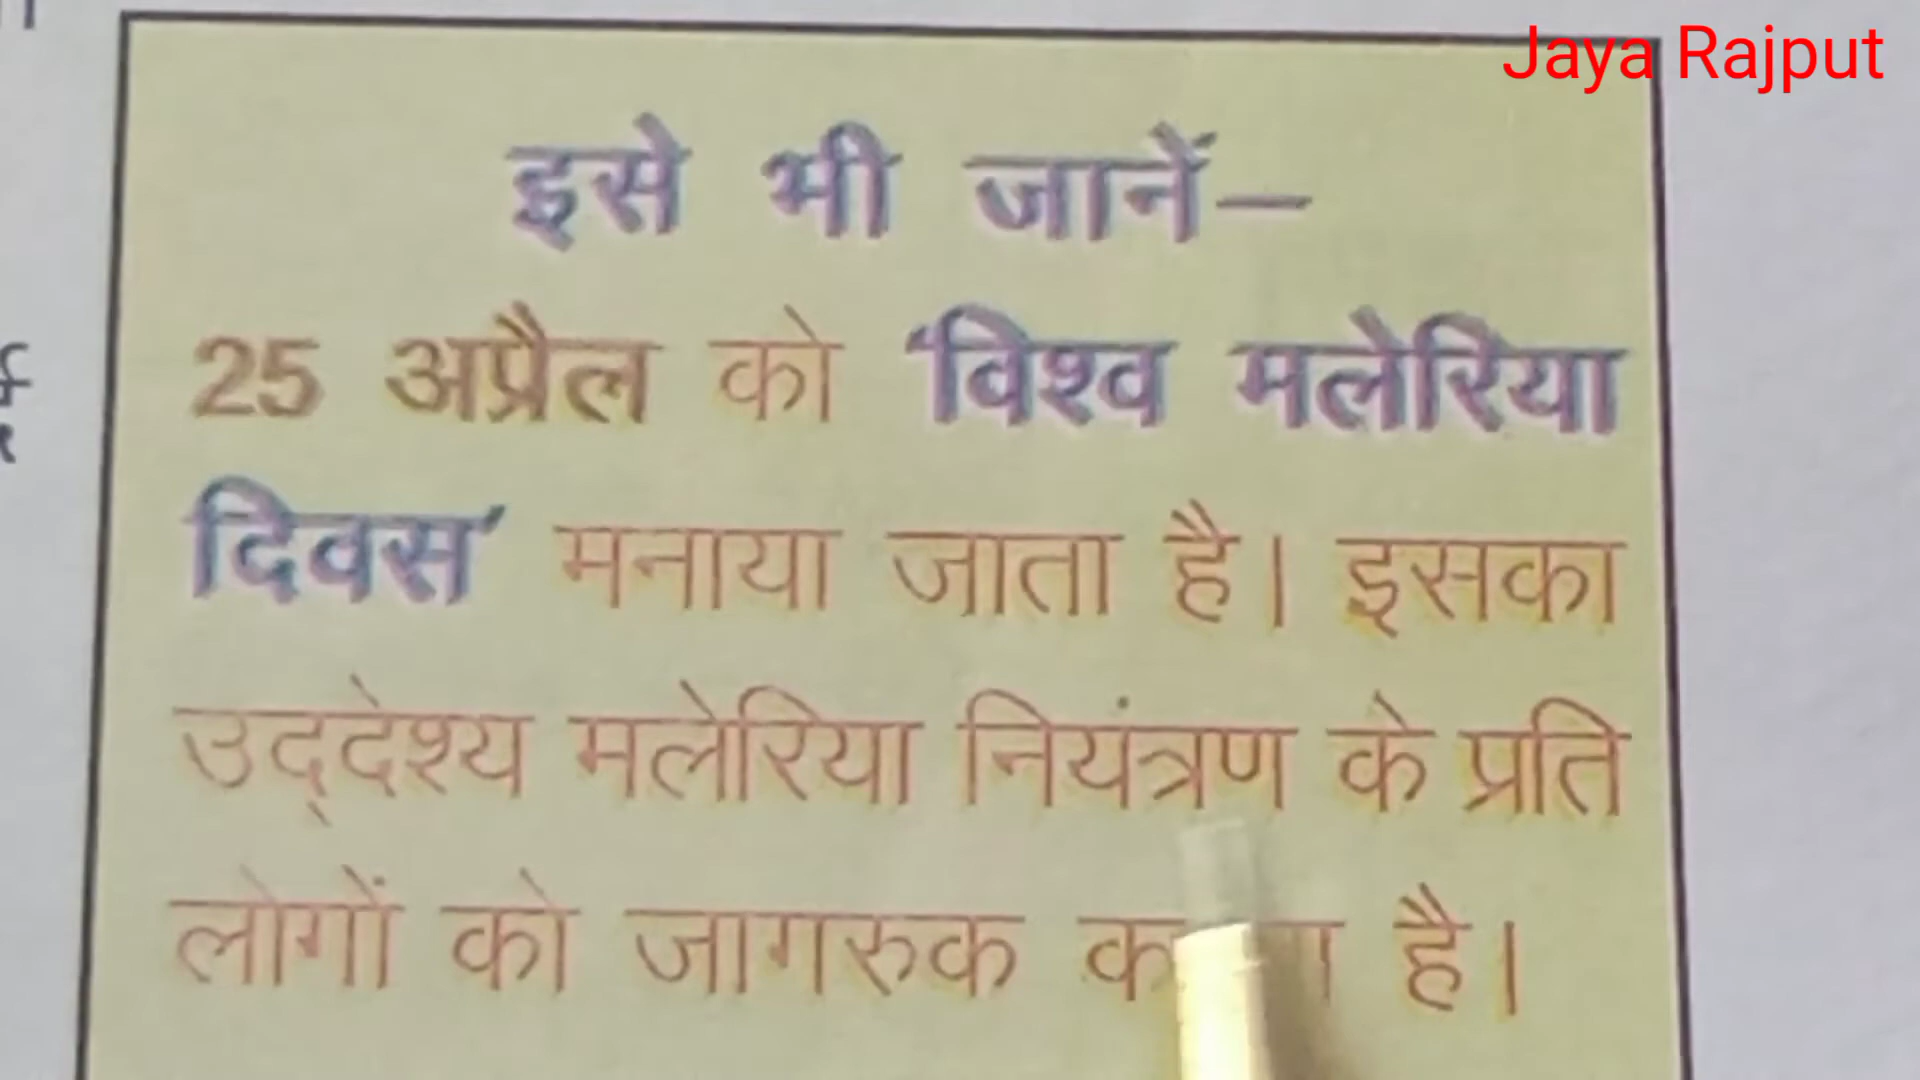 Jaya Rajput
इसे भी जानें—
25 अप्रैल को 'विश्व मलेरिया
दिवस' मनाया जाता है। इसका
उद्‌देश्य मलेरिया नियंत्रण के प्रति
लोगों को जागरुक है।